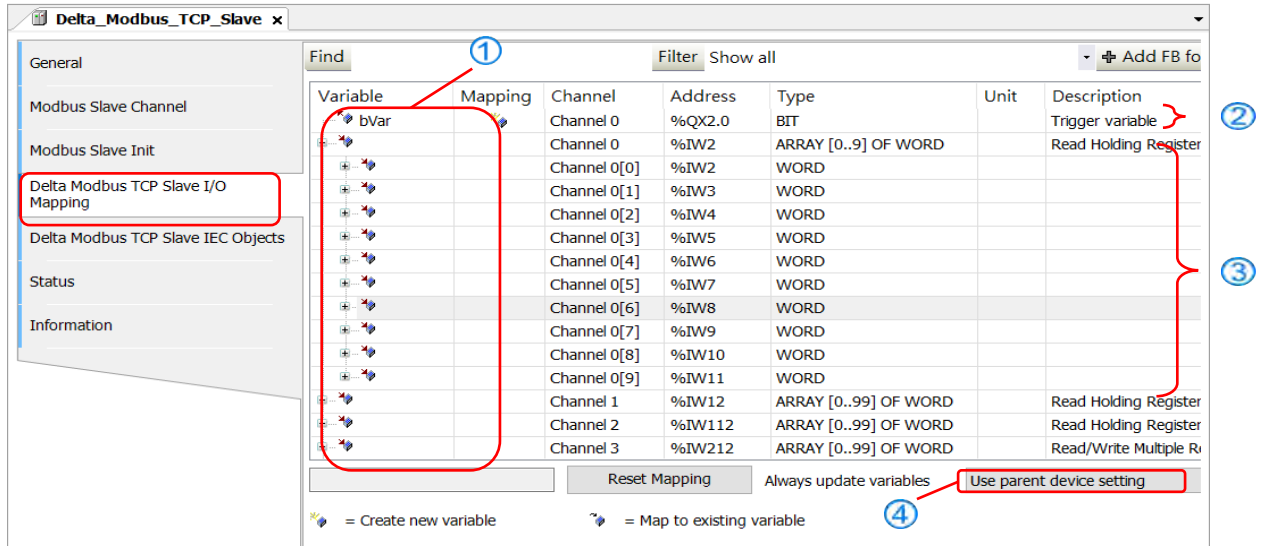 Delta_Modbus_TCP_Slave x
General
Modbus Slave Channel
Modbus Slave Init
Delta Modbus TCP Slave I/O
Mapping
Delta Modbus TCP Slave IEC Objects
Status
Information
Find Filter Show all Add FB fo
1
Variable Mapping Channel Address Type Unit Description
bVar Channel 0 %QX2.0 BIT Trigger variable
2
Channel 0 %IW2 ARRAY [0..9] OF WORD Read Holding Register
Channel 0[0] %IW2 WORD
Channel 0[1] %IW3 WORD
Channel 0[2] %IW4 WORD
Channel 0[3] %IW5 WORD
Channel 0[4] %IW6 WORD
3
Channel 0[5] %IW7 WORD
Channel 0[6] %IW8 WORD
Channel 0[7] %IW9 WORD
Channel 0[8] %IW10 WORD
Channel 0[9] %IW11 WORD
Channel 1 %IW12 ARRAY [0..99] OF WORD Read Holding Register
Channel 2 %IW112 ARRAY [0..99] OF WORD Read Holding Register
Channel 3 %IW212 ARRAY [0..99] OF WORD Read/Write Multiple Re
Reset Mapping Always update variables Use parent device setting
4
= Create new variable = Map to existing variable